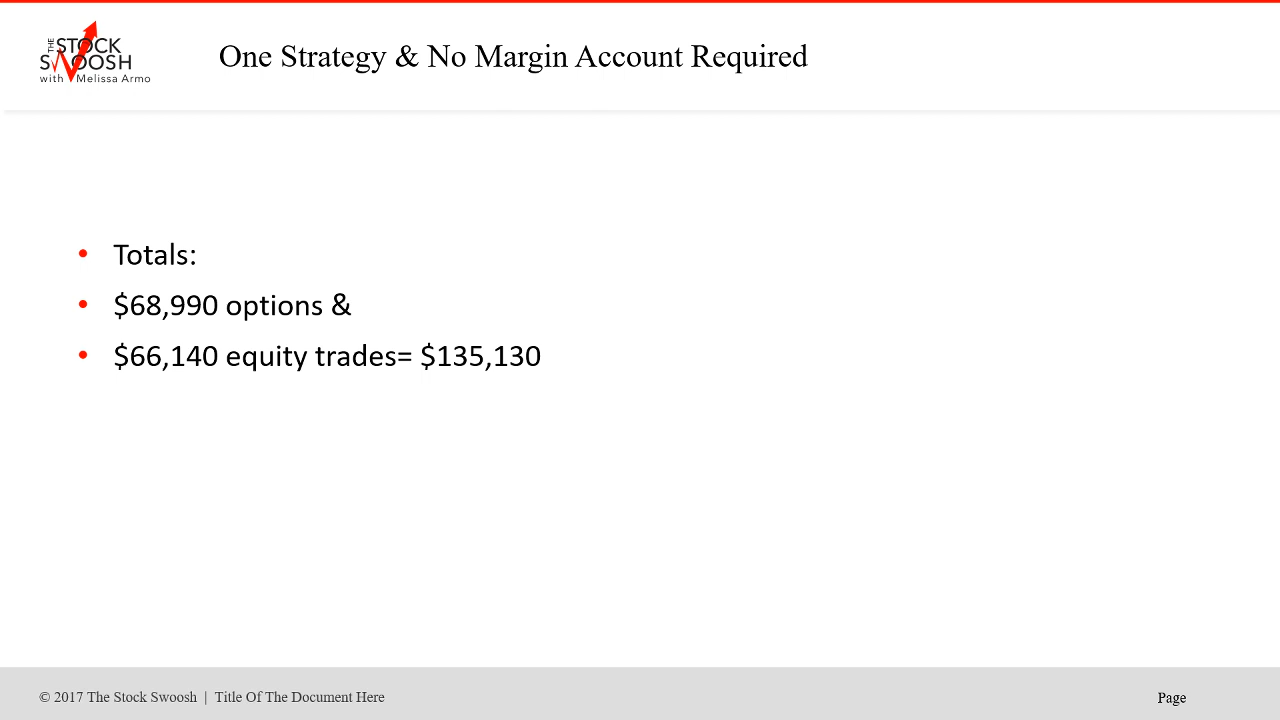 THE
STOCK
SWOOSH
with Melissa Armo
One Strategy & No Margin Account Required
• Totals:
• $68,990 options &
• $66,140 equity trades= $135,130
© 2017 The Stock Swoosh | Title Of The Document Here
Page